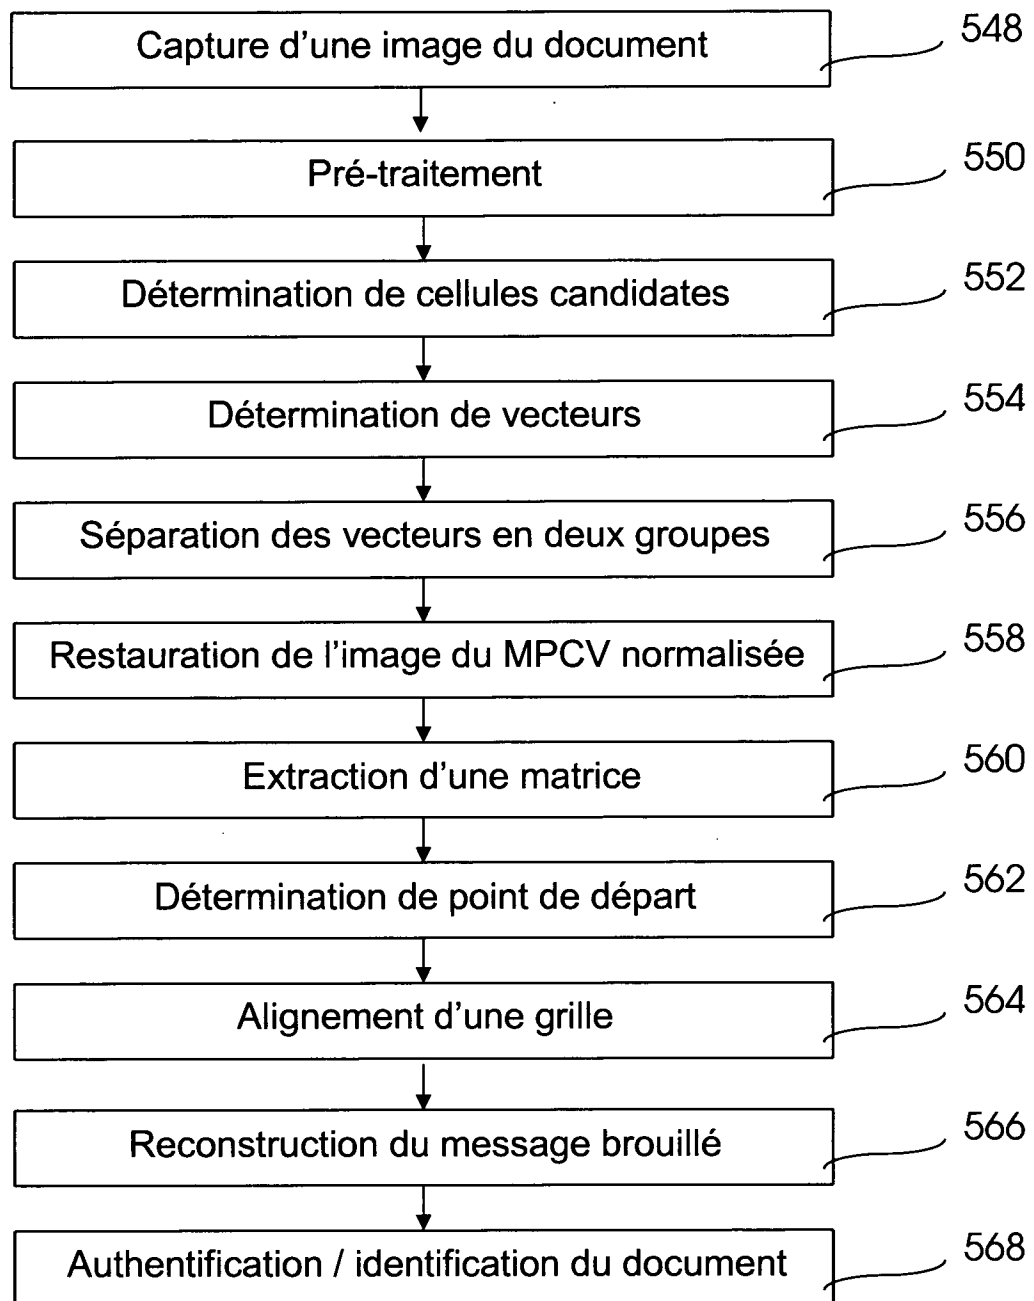 Capture d'une image du document 548
Pré-traitement 550
Détermination de cellules candidates 552
Détermination de vecteurs 554
Séparation des vecteurs en deux groupes 556
Restauration de l'image du MPCV normalisée 558
Extraction d'une matrice 560
Détermination de point de départ 562
Alignement d'une grille 564
Reconstruction du message brouillé 566
Authentification / identification du document 568